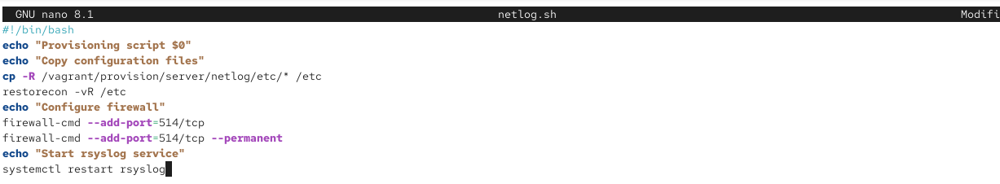 GNU nano 8.1 netlog.sh Modifi
#!/bin/bash
echo "Provisioning script $0"
echo "Copy configuration files"
cp -R /vagrant/provision/server/netlog/etc/* /etc
restorecon -vR /etc
echo "Configure firewall"
firewall-cmd --add-port=514/tcp
firewall-cmd --add-port=514/tcp --permanent
echo "Start rsyslog service"
systemctl restart rsyslog